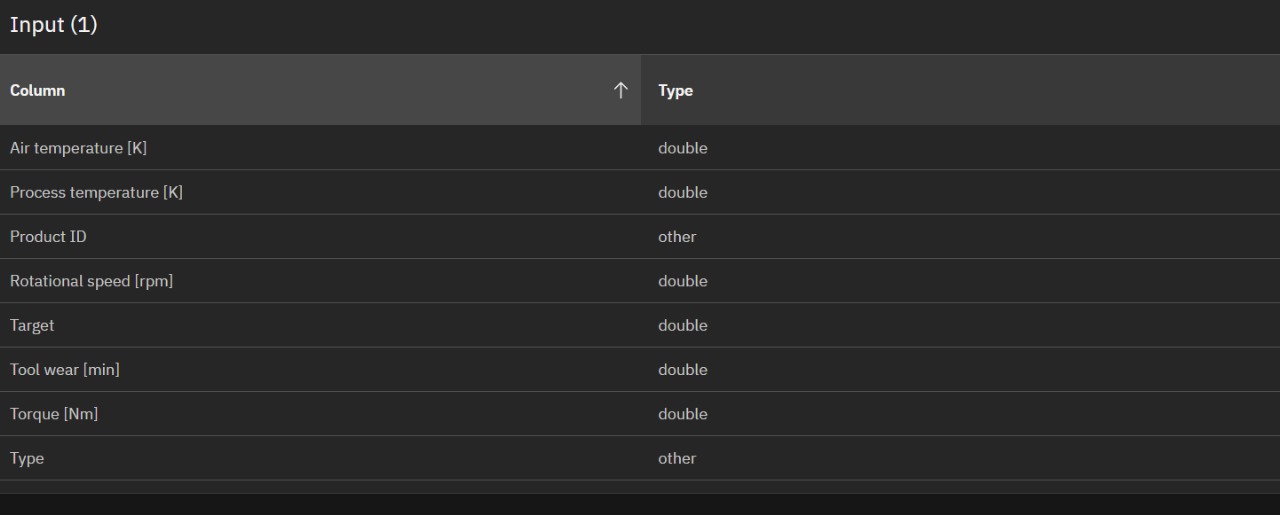 Input (1)
Column Type
Air temperature [K] double
Process temperature [K] double
Product ID other
Rotational speed [rpm] double
Target double
Tool wear [min] double
Torque [Nm] double
Type other